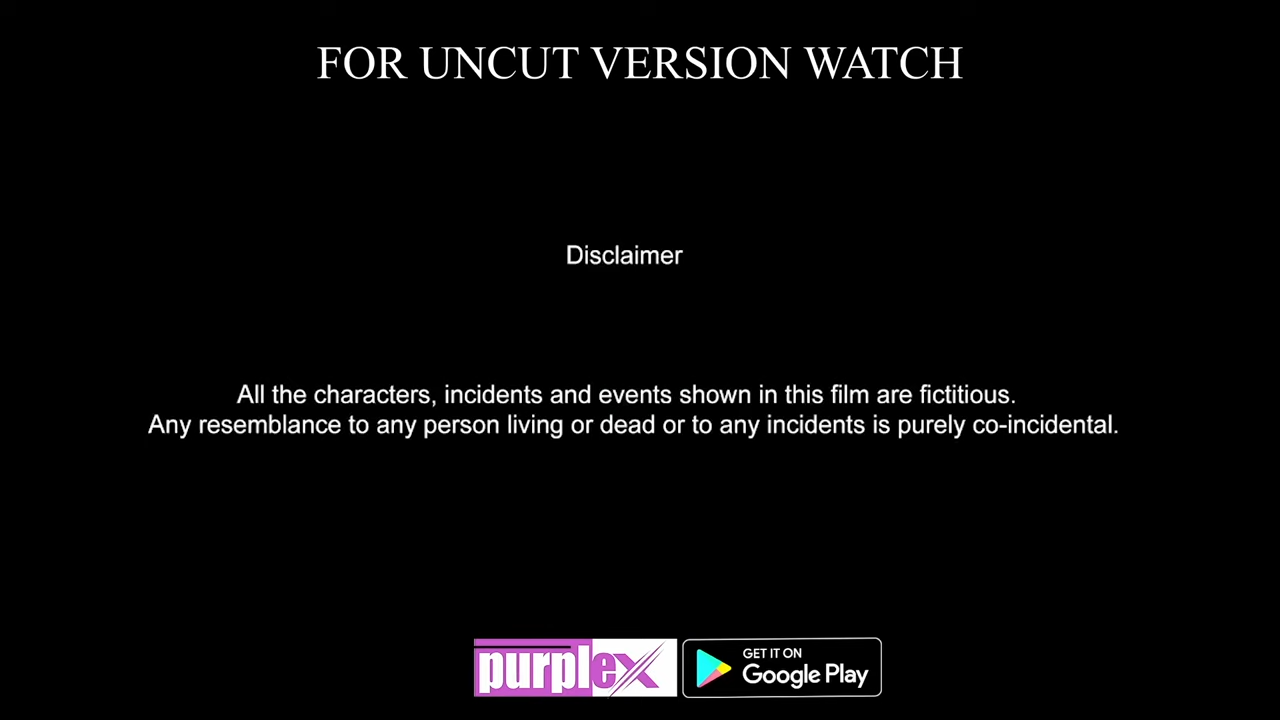 FOR UNCUT VERSION WATCH
Disclaimer
All the characters, incidents and events shown in this film are fictitious.
Any resemblance to any person living or dead or to any incidents is purely co-incidental.
purplex
GET IT ON
Google Play